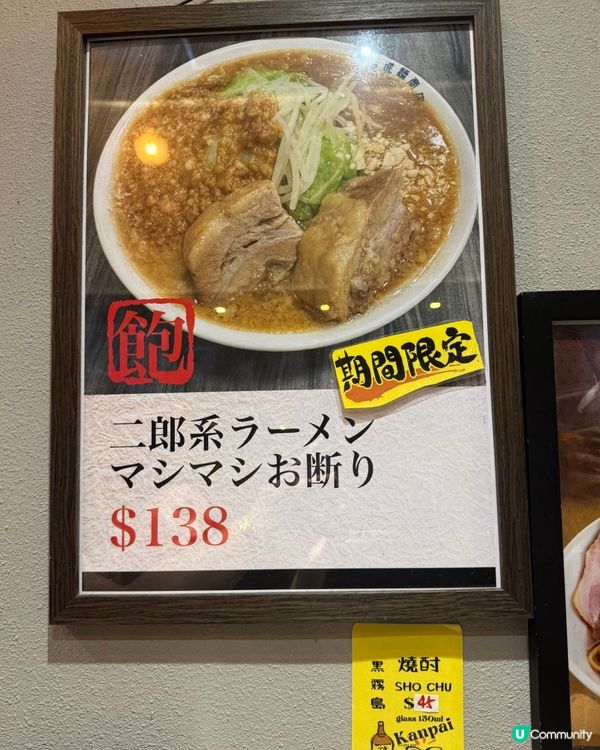 飽
期間限定
二郎系ラーメン
マシマシお断り
$138
黒霧島
焼酎
SHO CHU
$45
glass 150ml
Kanpai
U Community